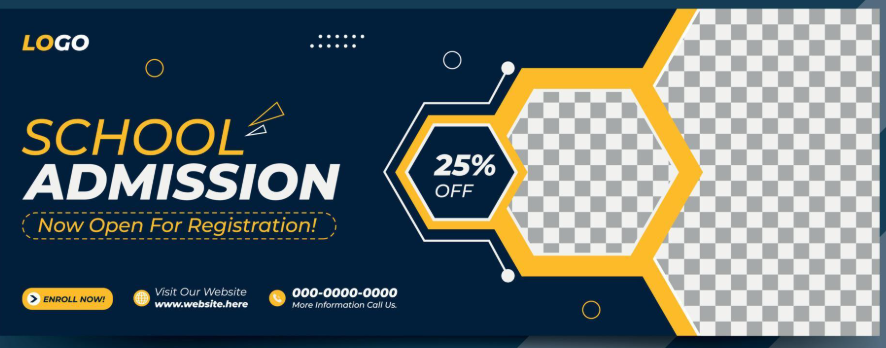 LOGO
SCHOOL
ADMISSION
Now Open For Registration!
25%
OFF
ENROLL NOW!
Visit Our Website
www.website.here
000-0000-0000
More Information Call Us.